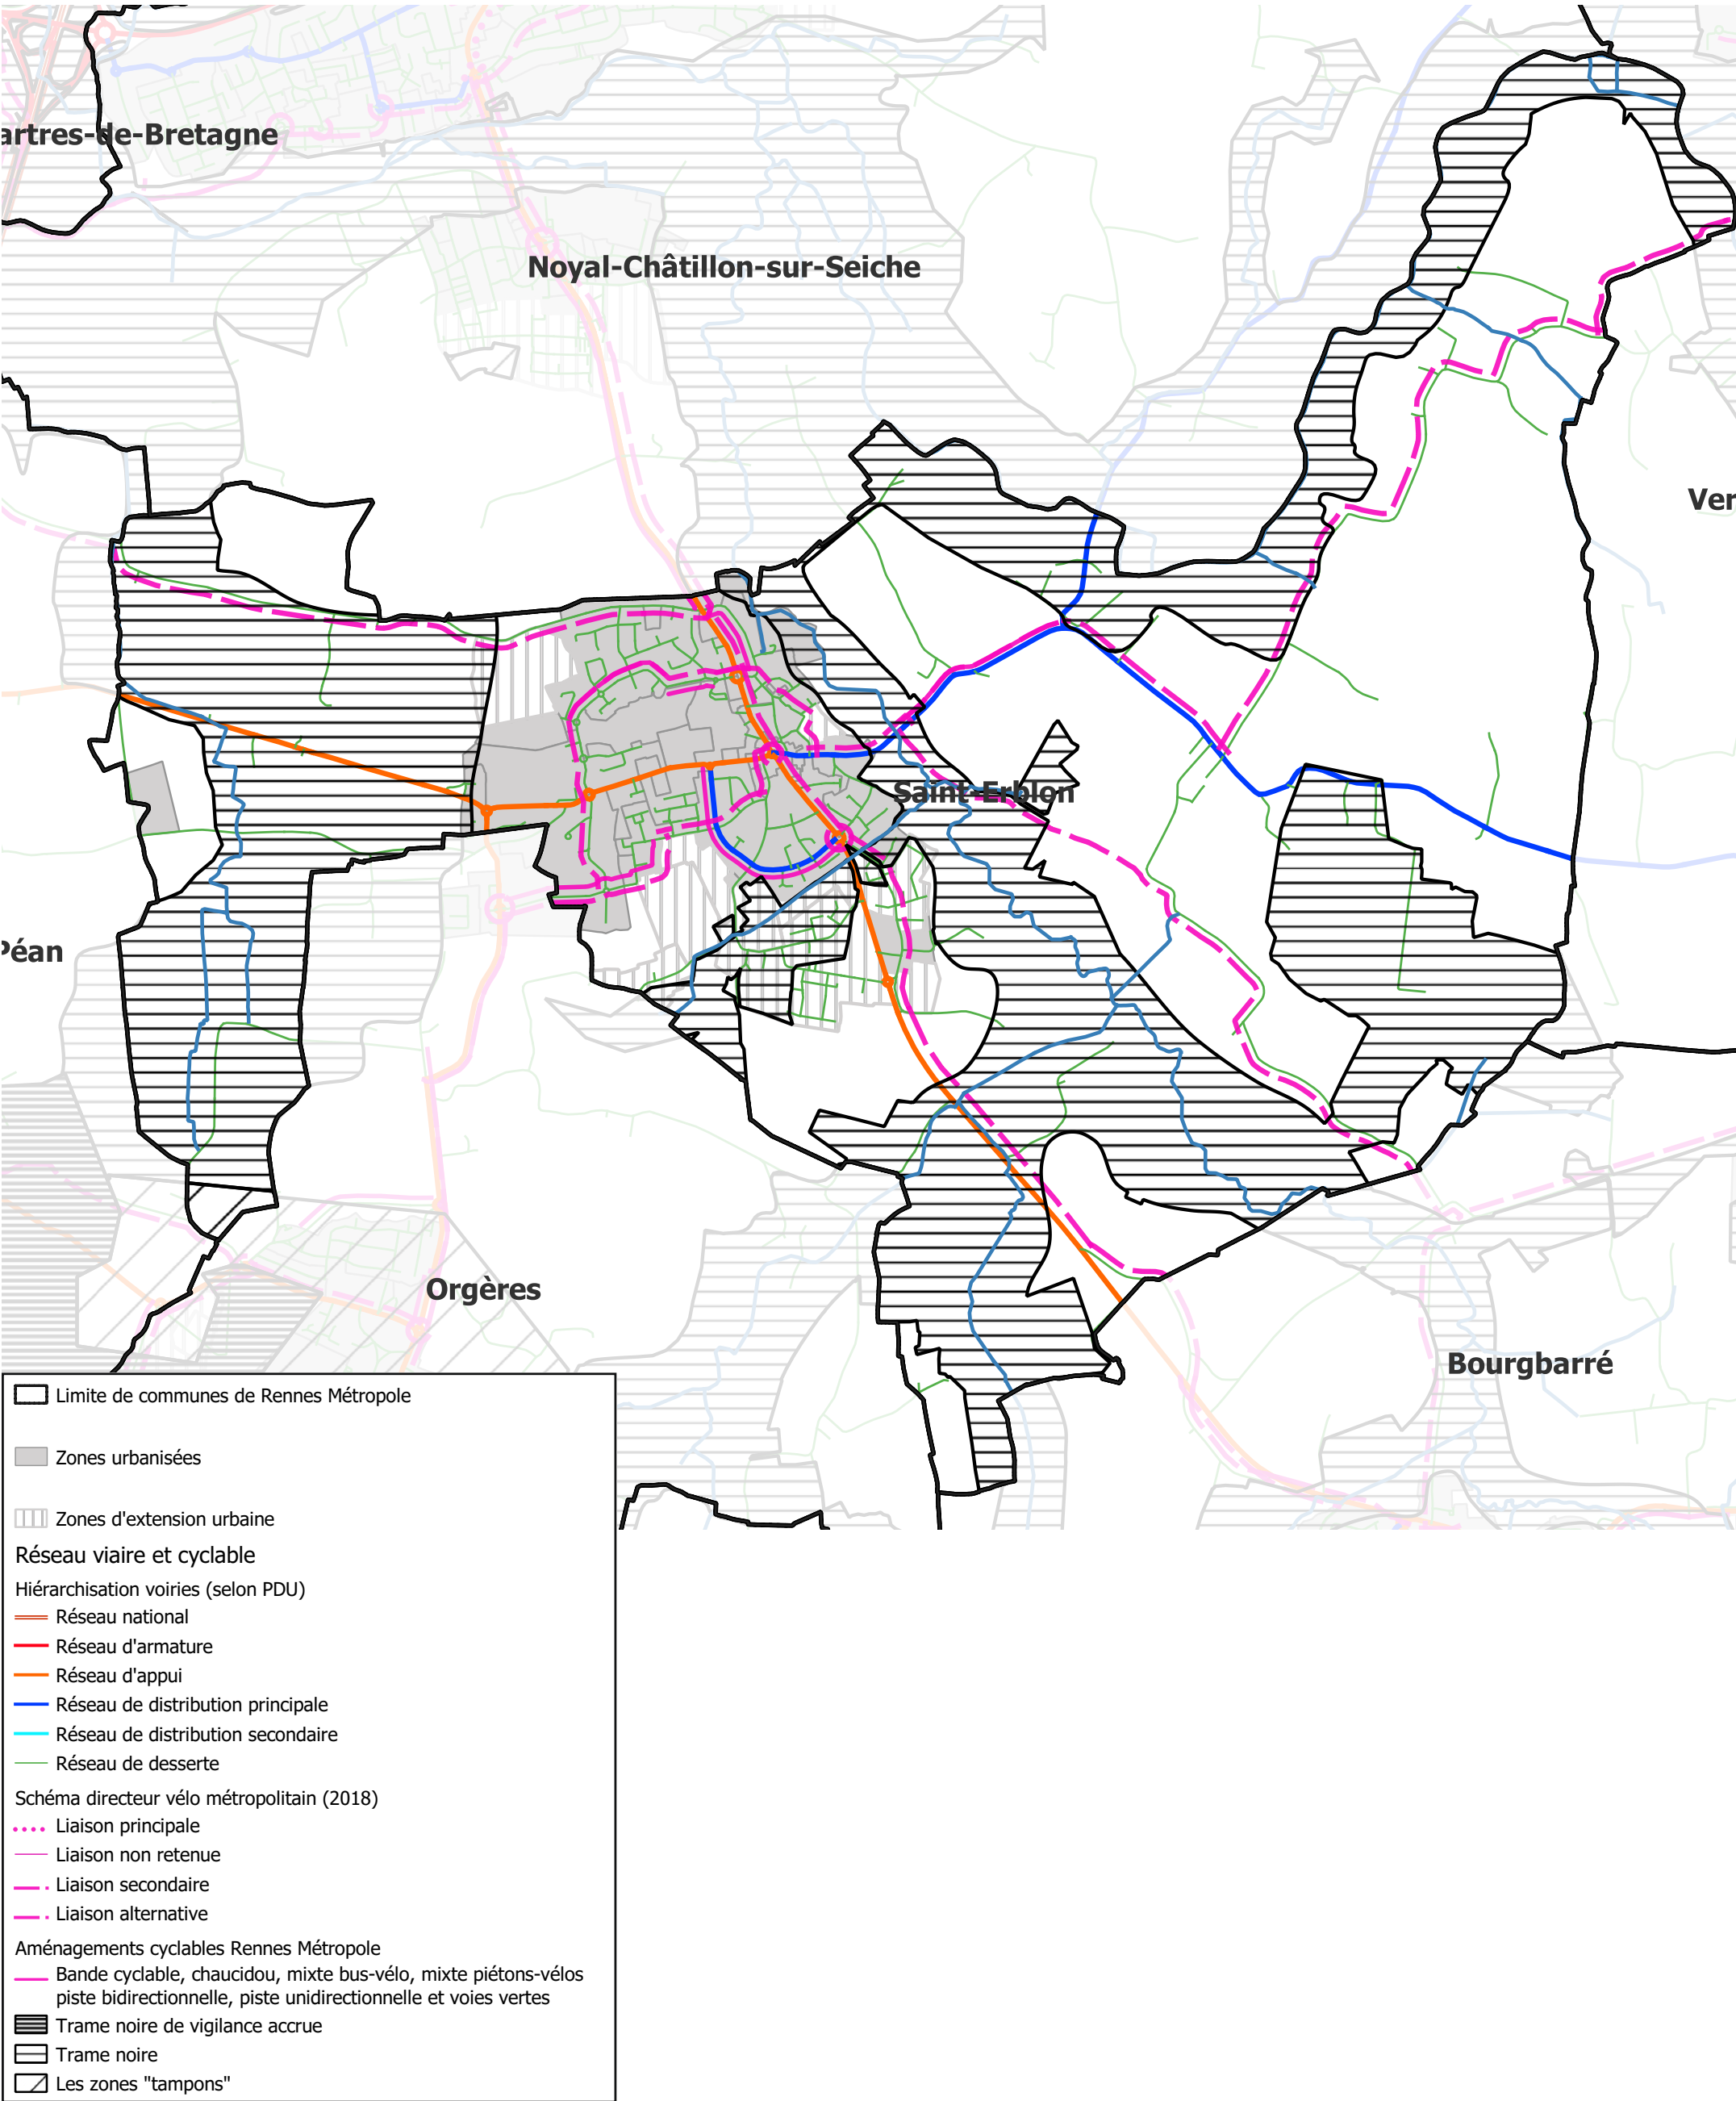 artres-de-Bretagne
Noyal-Châtillon-sur-Seiche
Ver
Saint-Erblon
Péan
Orgères
Bourgbarré
Limite de communes de Rennes Métropole
Zones urbanisées
Zones d'extension urbaine
Réseau viaire et cyclable
Hiérarchisation voiries (selon PDU)
Réseau national
Réseau d'armature
Réseau d'appui
Réseau de distribution principale
Réseau de distribution secondaire
Réseau de desserte
Schéma directeur vélo métropolitain (2018)
Liaison principale
Liaison non retenue
Liaison secondaire
Liaison alternative
Aménagements cyclables Rennes Métropole
Bande cyclable, chaucidou, mixte bus-vélo, mixte piétons-vélos
piste bidirectionnelle, piste unidirectionnelle et voies vertes
Trame noire de vigilance accrue
Trame noire
Les zones "tampons"